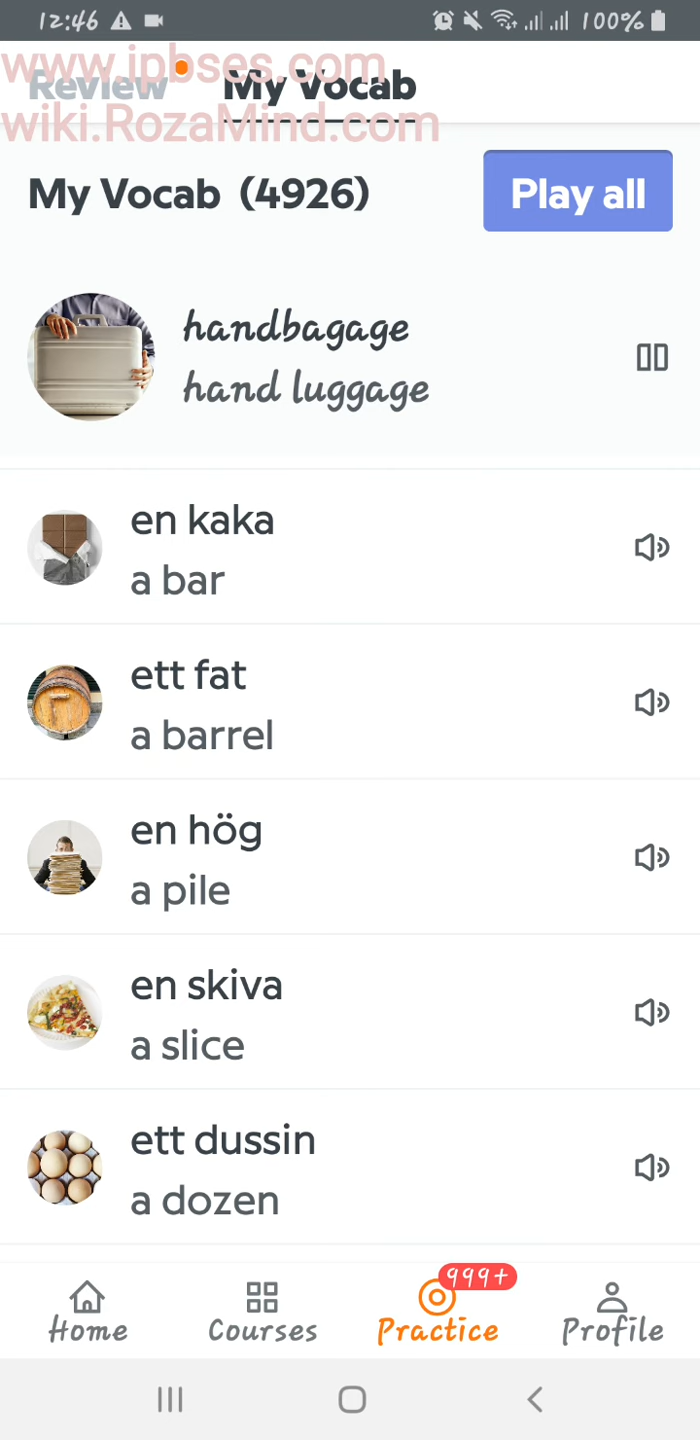 12:46 100%
www.ipbses.com
Review My Vocab
wiki.RozaMind.com
My Vocab (4926) Play all
handbagage
hand luggage
en kaka
a bar
ett fat
a barrel
en hög
a pile
en skiva
a slice
ett dussin
a dozen
999+
Home Courses Practice Profile